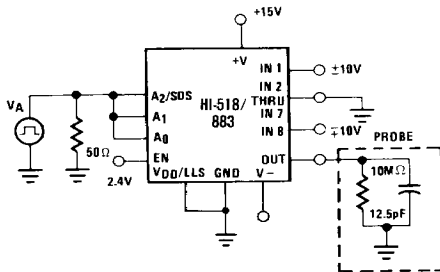 +15V
+V
IN 1
±10V
IN 2
THRU
IN 7
IN 8
∓10V
A2/SDS
A1
A0
HI-518/
883
VA
50Ω
EN
2.4V
VDD/LLS
GND
V-
OUT
PROBE
10MΩ
12.5pF